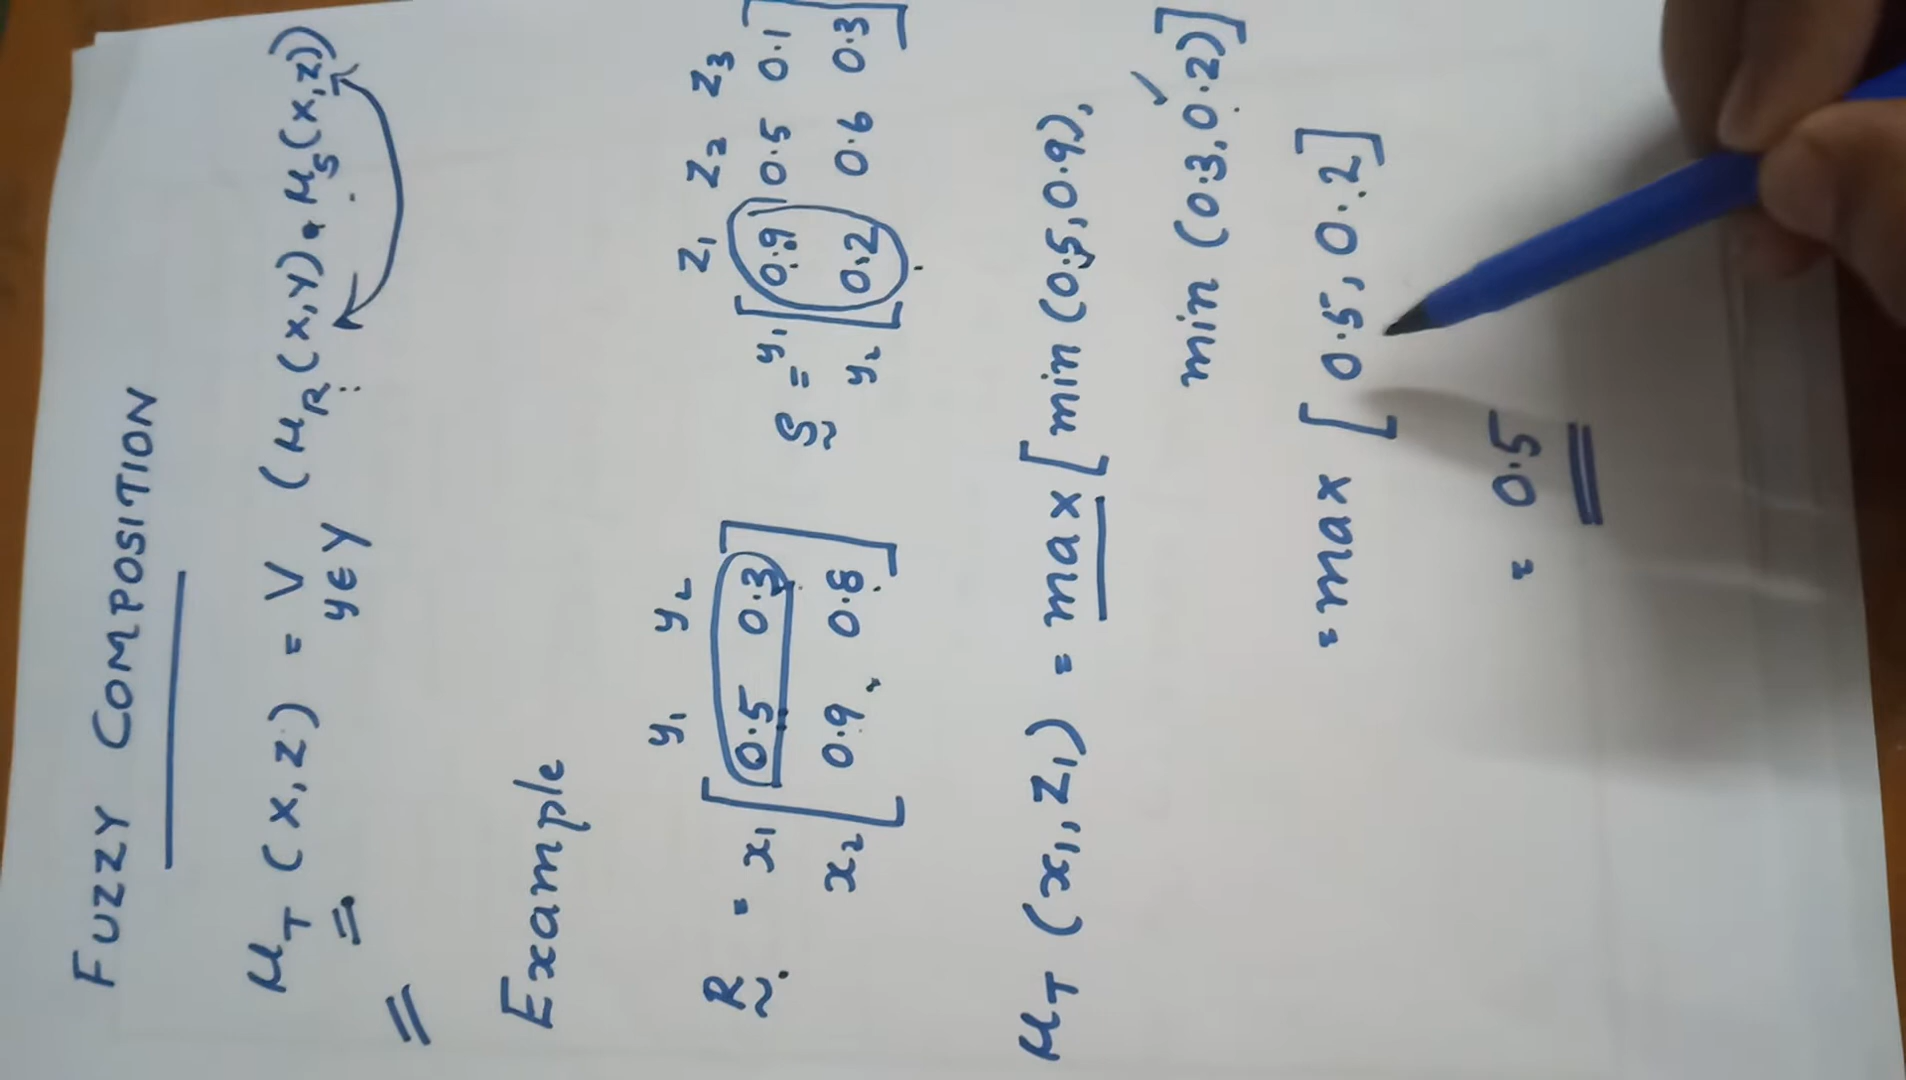 FUZZY COMPOSITION
μT (x,z) = V (μR(x,y) • μS(x,z))
y∈Y
Example
y1 y2 z1 z2 z3
R = x1 [0.5 0.3] S = y1 [0.9 0.5 0.1]
x2 [0.9 0.8] y2 [0.2 0.6 0.3]
μT (x1,z1) = max [min (0.5,0.9),
min (0.3,0.2)]
= max [0.5, 0.2]
= 0.5